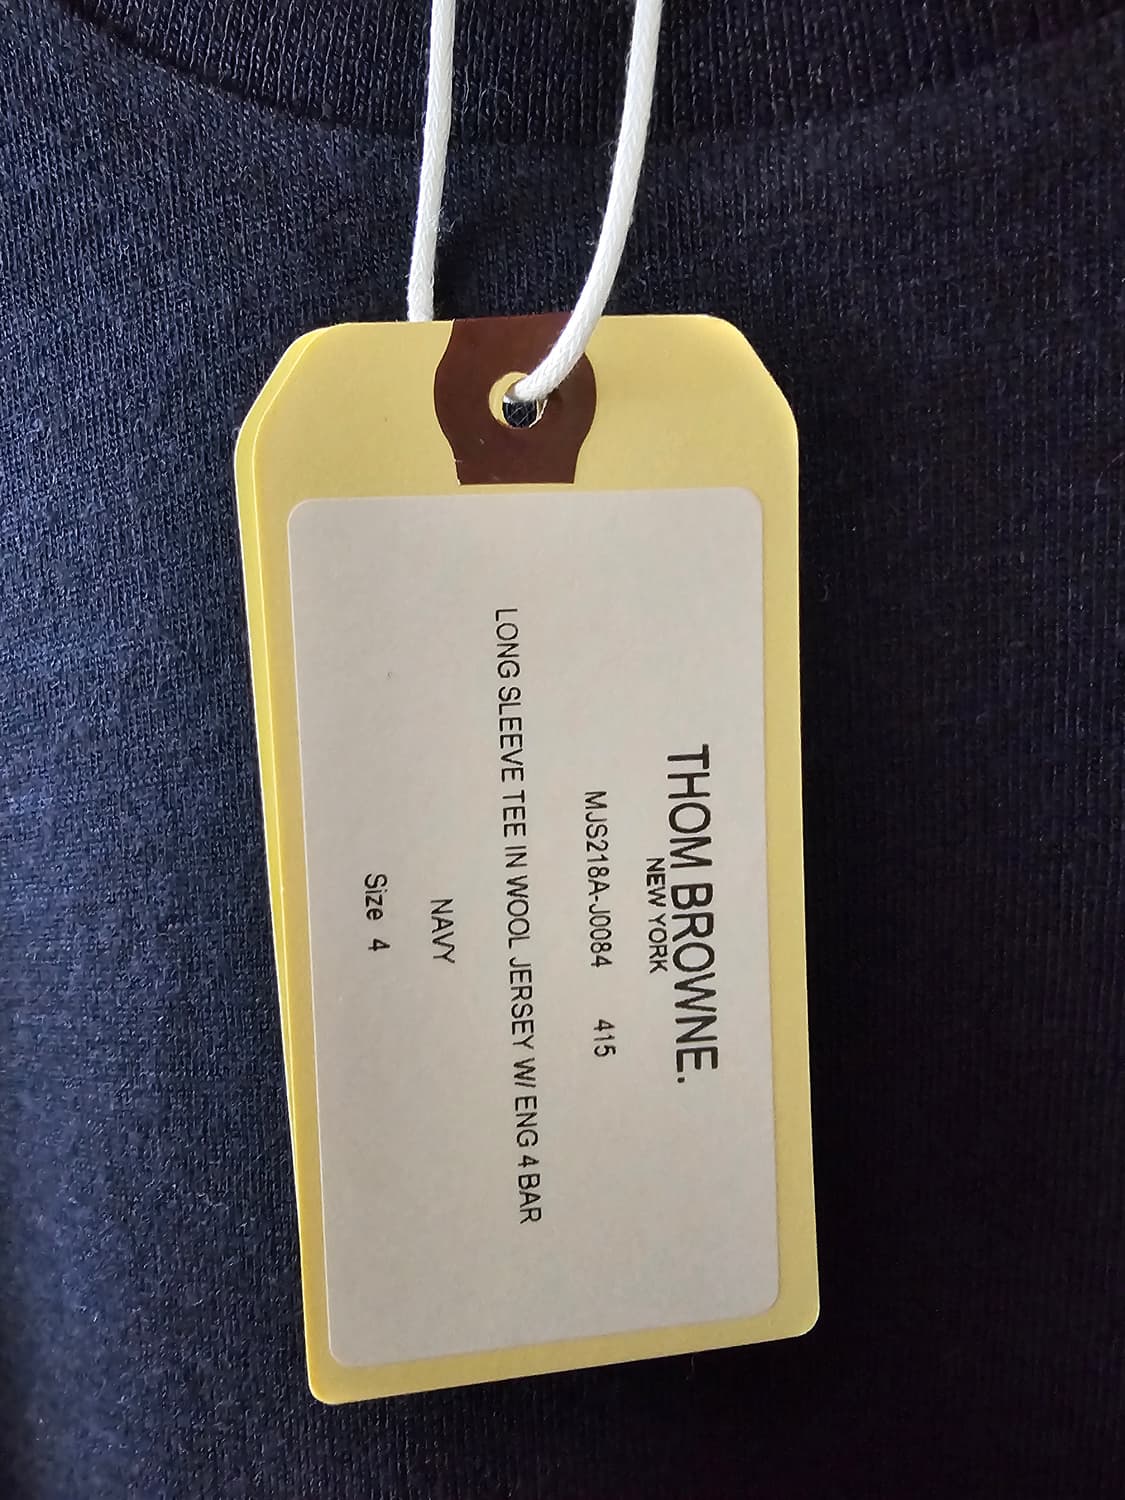 THOM BROWNE.
NEW YORK
MJS218A-J0084 415
LONG SLEEVE TEE IN WOOL JERSEY W/ ENG 4 BAR
NAVY
Size 4